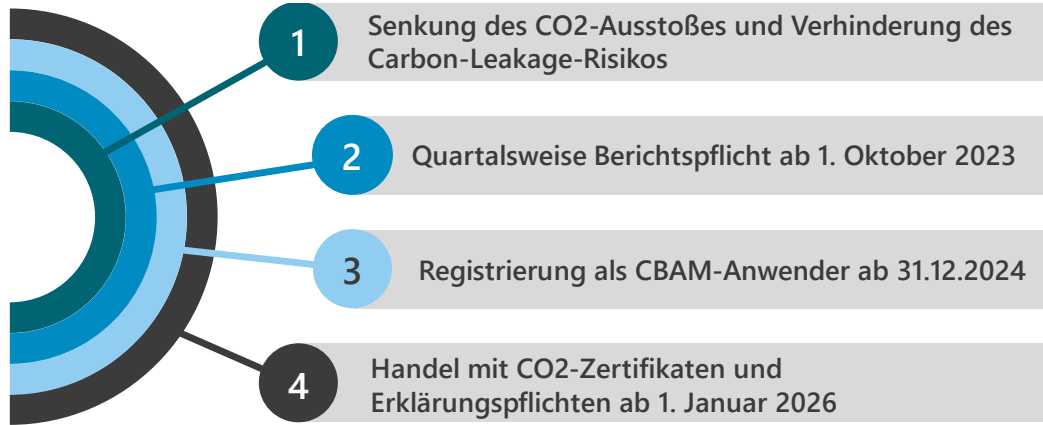 1
Senkung des CO2-Ausstoßes und Verhinderung des
Carbon-Leakage-Risikos
2
Quartalsweise Berichtspflicht ab 1. Oktober 2023
3
Registrierung als CBAM-Anwender ab 31.12.2024
4
Handel mit CO2-Zertifikaten und
Erklärungspflichten ab 1. Januar 2026